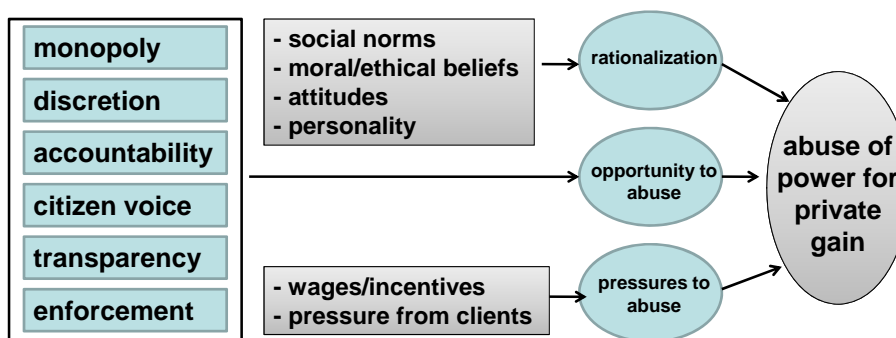 monopoly
discretion
accountability
citizen voice
transparency
enforcement
- social norms
- moral/ethical beliefs
- attitudes
- personality
- wages/incentives
- pressure from clients
rationalization
opportunity to
abuse
pressures to
abuse
abuse of
power for
private
gain